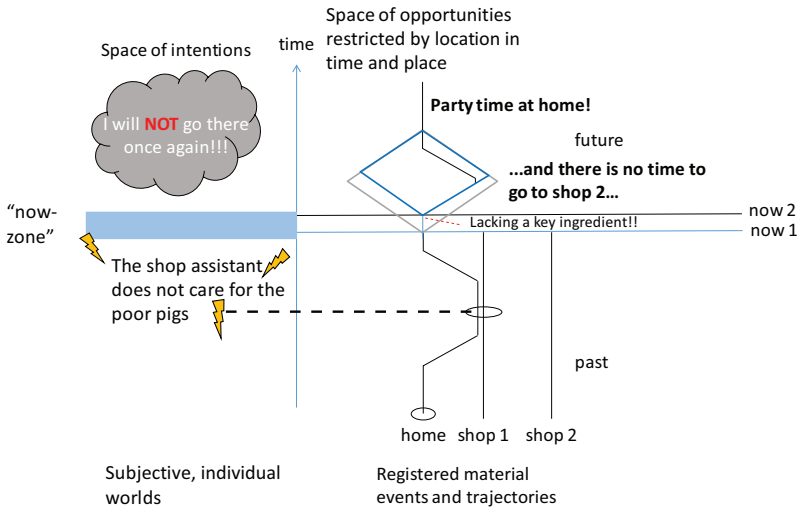 Space of intentions
time
Space of opportunities
restricted by location in
time and place
I will NOT go there
once again!!!
Party time at home!
future
...and there is no time to
go to shop 2...
"now-
zone"
now 2
Lacking a key ingredient!!
now 1
The shop assistant
does not care for the
poor pigs
past
home
shop 1
shop 2
Subjective, individual
worlds
Registered material
events and trajectories